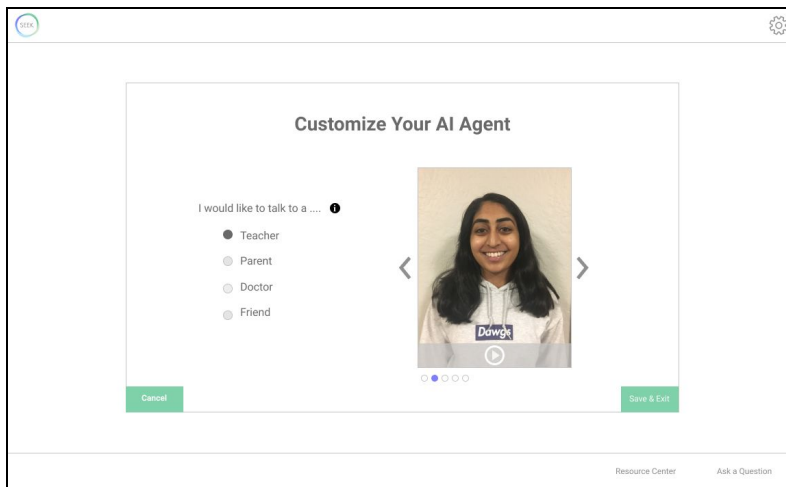 SEEK
Customize Your AI Agent
I would like to talk to a ....
Teacher
Parent
Doctor
Friend
Dawgs
Cancel
Save & Exit
Resource Center
Ask a Question